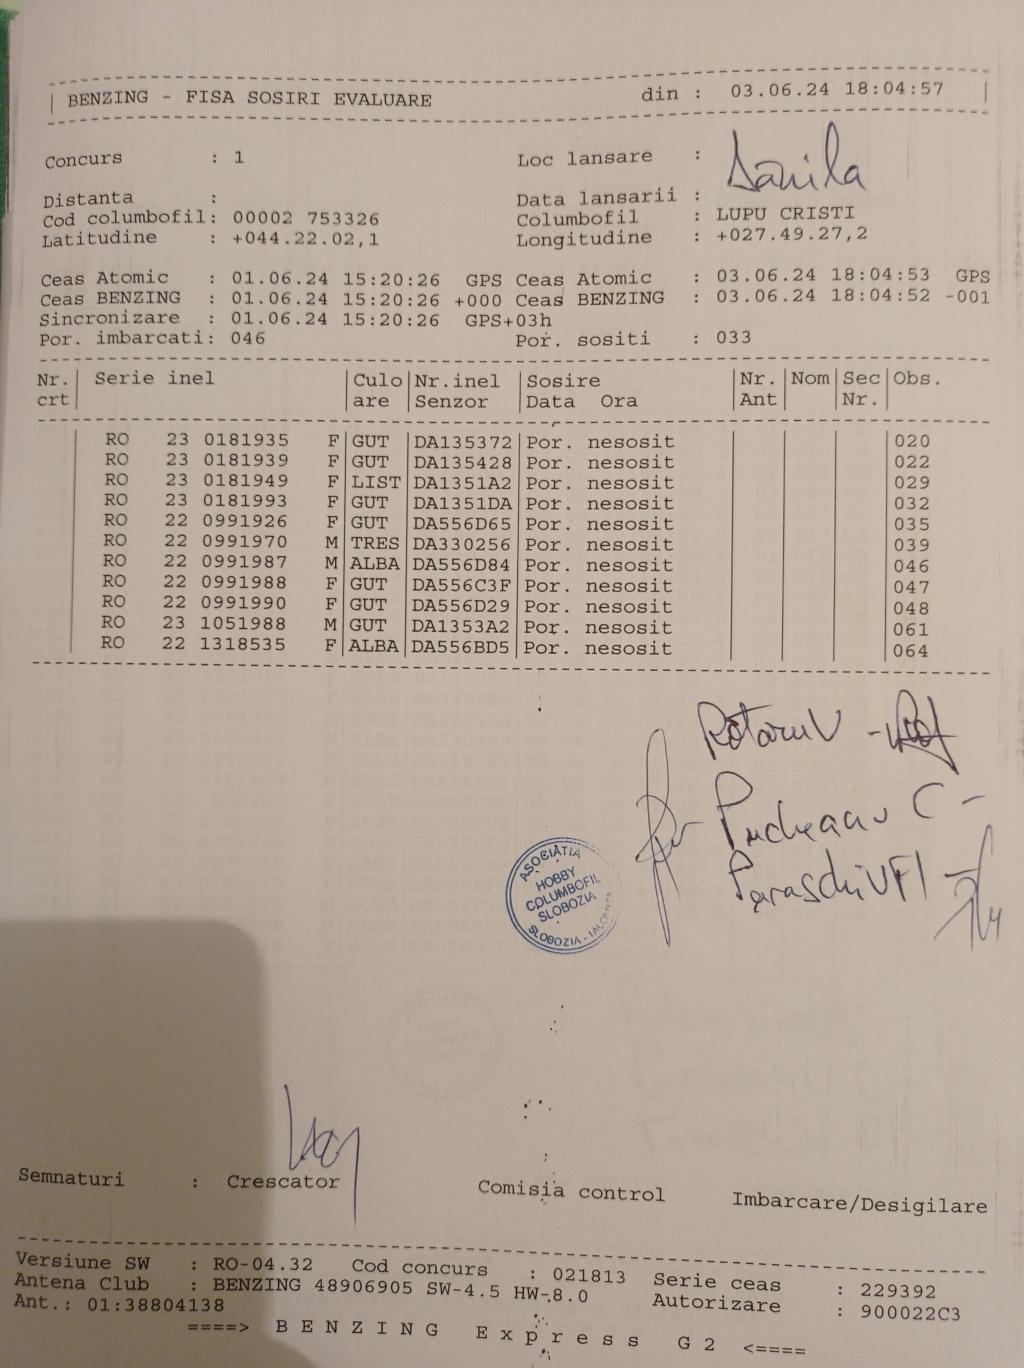 BENZING - FISA SOSIRI EVALUARE din : 03.06.24 18:04:57
Concurs : 1 Loc lansare : Danila
Distanta : Data lansarii :
Cod columbofil: 00002 753326 Columbofil : LUPU CRISTI
Latitudine : +044.22.02,1 Longitudine : +027.49.27,2
Ceas Atomic : 01.06.24 15:20:26 GPS Ceas Atomic : 03.06.24 18:04:53 GPS
Ceas BENZING : 01.06.24 15:20:26 +000 Ceas BENZING : 03.06.24 18:04:52 -001
Sincronizare : 01.06.24 15:20:26 GPS+03h
Por. imbarcati: 046 Por. sositi : 033
Nr. | Serie inel | Culo | Nr.inel | Sosire | Nr. | Nom | Sec | Obs.
crt | are | Senzor | Data Ora | Ant | Nr.
RO 23 0181935 F GUT DA135372 Por. nesosit 020
RO 23 0181939 F GUT DA135428 Por. nesosit 022
RO 23 0181949 F LIST DA1351A2 Por. nesosit 029
RO 23 0181993 F GUT DA1351DA Por. nesosit 032
RO 22 0991926 F GUT DA556D65 Por. nesosit 035
RO 22 0991970 M TRES DA330256 Por. nesosit 039
RO 22 0991987 M ALBA DA556D84 Por. nesosit 046
RO 22 0991988 F GUT DA556C3F Por. nesosit 047
RO 22 0991990 F GUT DA556D29 Por. nesosit 048
RO 23 1051988 M GUT DA1353A2 Por. nesosit 061
RO 22 1318535 F ALBA DA556BD5 Por. nesosit 064
Rotaru V -
C -
ASOCIATIA
HOBBY
COLUMBOFIL
SLOBOZIA
SLOBOZIA - IALOMITA
Semnaturi : Crescator Comisia control Imbarcare/Desigilare
Versiune SW : RO-04.32 Cod concurs : 021813 Serie ceas : 229392
Antena Club : BENZING 48906905 SW-4.5 HW-8.0 Autorizare : 900022C3
Ant.: 01:38804138
====> B E N Z I N G E x p r e s s G 2 <====